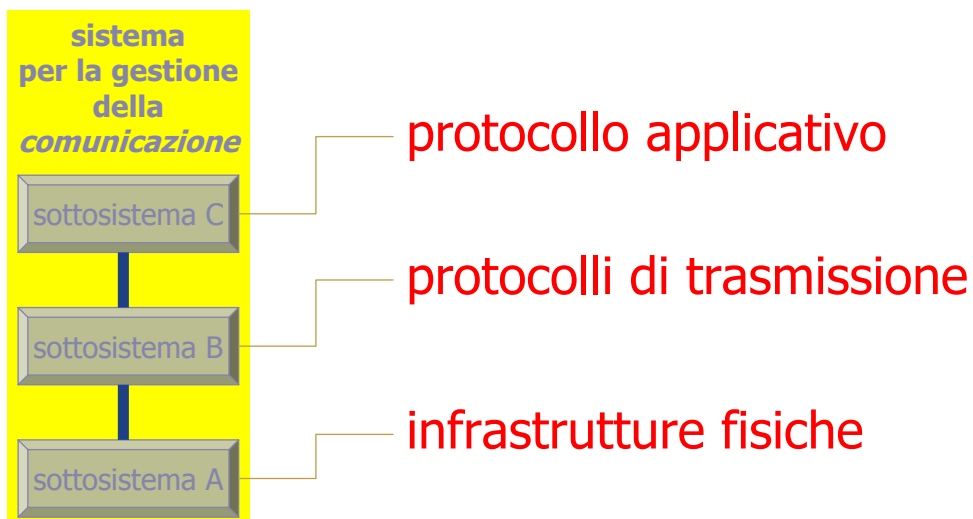 sistema
per la gestione
della
comunicazione
protocollo applicativo
sottosistema C
protocolli di trasmissione
sottosistema B
infrastrutture fisiche
sottosistema A